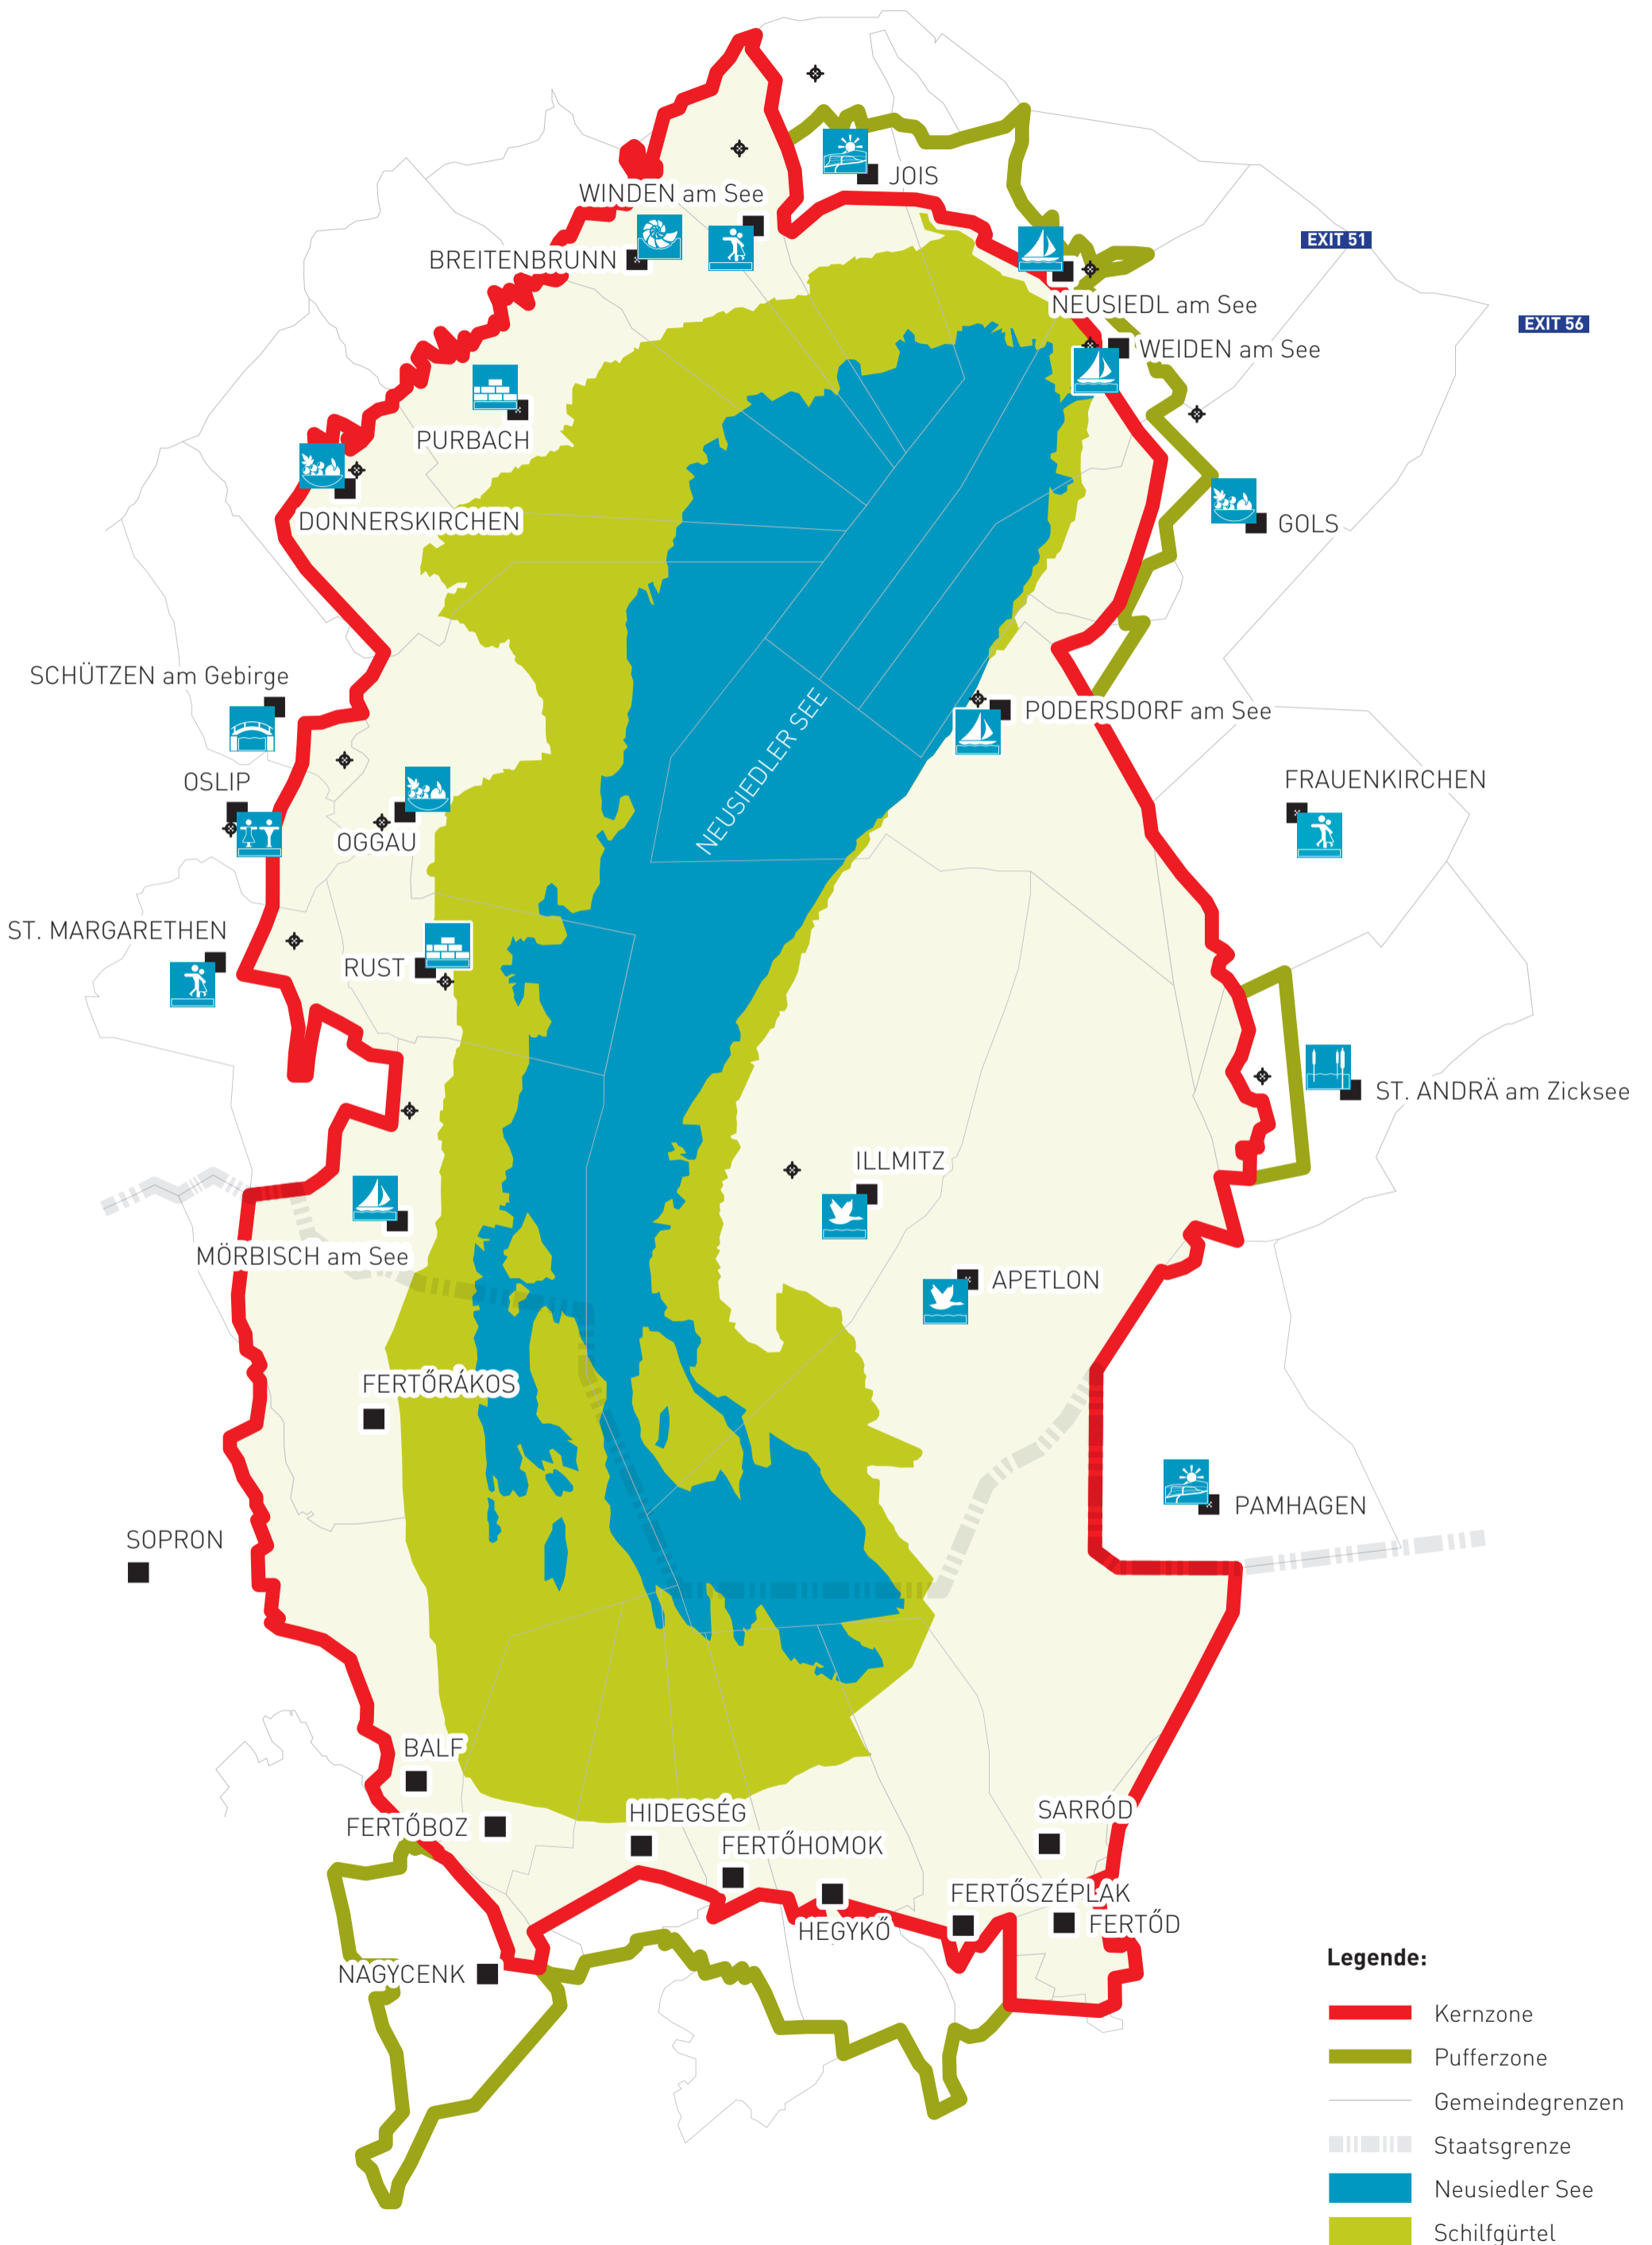 JOIS
WINDEN am See
EXIT 51
BREITENBRUNN
NEUSIEDL am See
EXIT 56
WEIDEN am See
PURBACH
DONNERSKIRCHEN
GOLS
SCHÜTZEN am Gebirge
PODERSDORF am See
NEUSIEDLER SEE
OSLIP
FRAUENKIRCHEN
OGGAU
ST. MARGARETHEN
RUST
ST. ANDRÄ am Zicksee
ILLMITZ
MÖRBISCH am See
APETLON
FERTŐRÁKOS
PAMHAGEN
SOPRON
BALF
HIDEGSÉG
SARRÓD
FERTŐBOZ
FERTŐHOMOK
FERTŐSZÉPLAK
HEGYKŐ
FERTŐD
NAGYCENK
Legende:
Kernzone
Pufferzone
Gemeindegrenzen
Staatsgrenze
Neusiedler See
Schilfgürtel